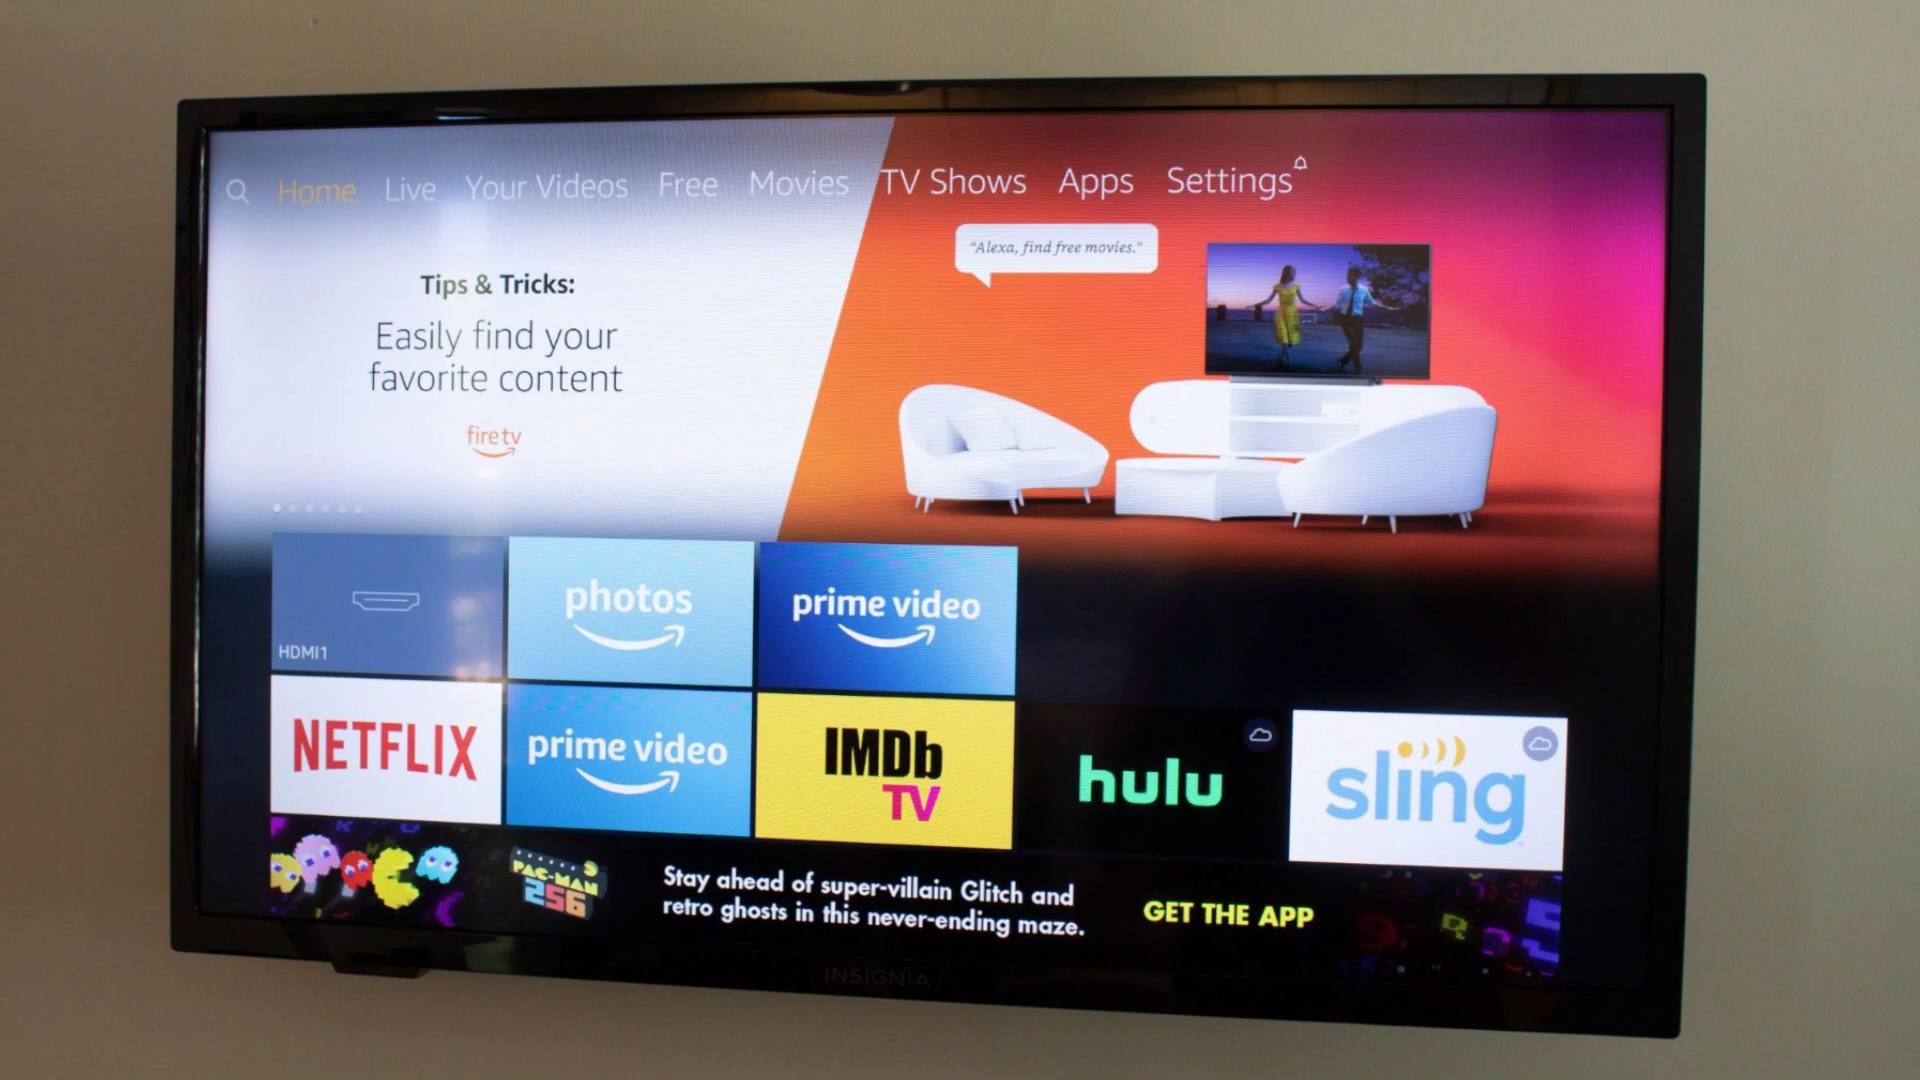 Home Live Your Videos Free Movies TV Shows Apps Settings
"Alexa, find free movies."
Tips & Tricks:
Easily find your
favorite content
fire tv
HDMI1
photos
prime video
NETFLIX
prime video
IMDb
TV
hulu
sling
PAC-MAN
256
Stay ahead of super-villain Glitch and
retro ghosts in this never-ending maze.
GET THE APP
INSIGNIA